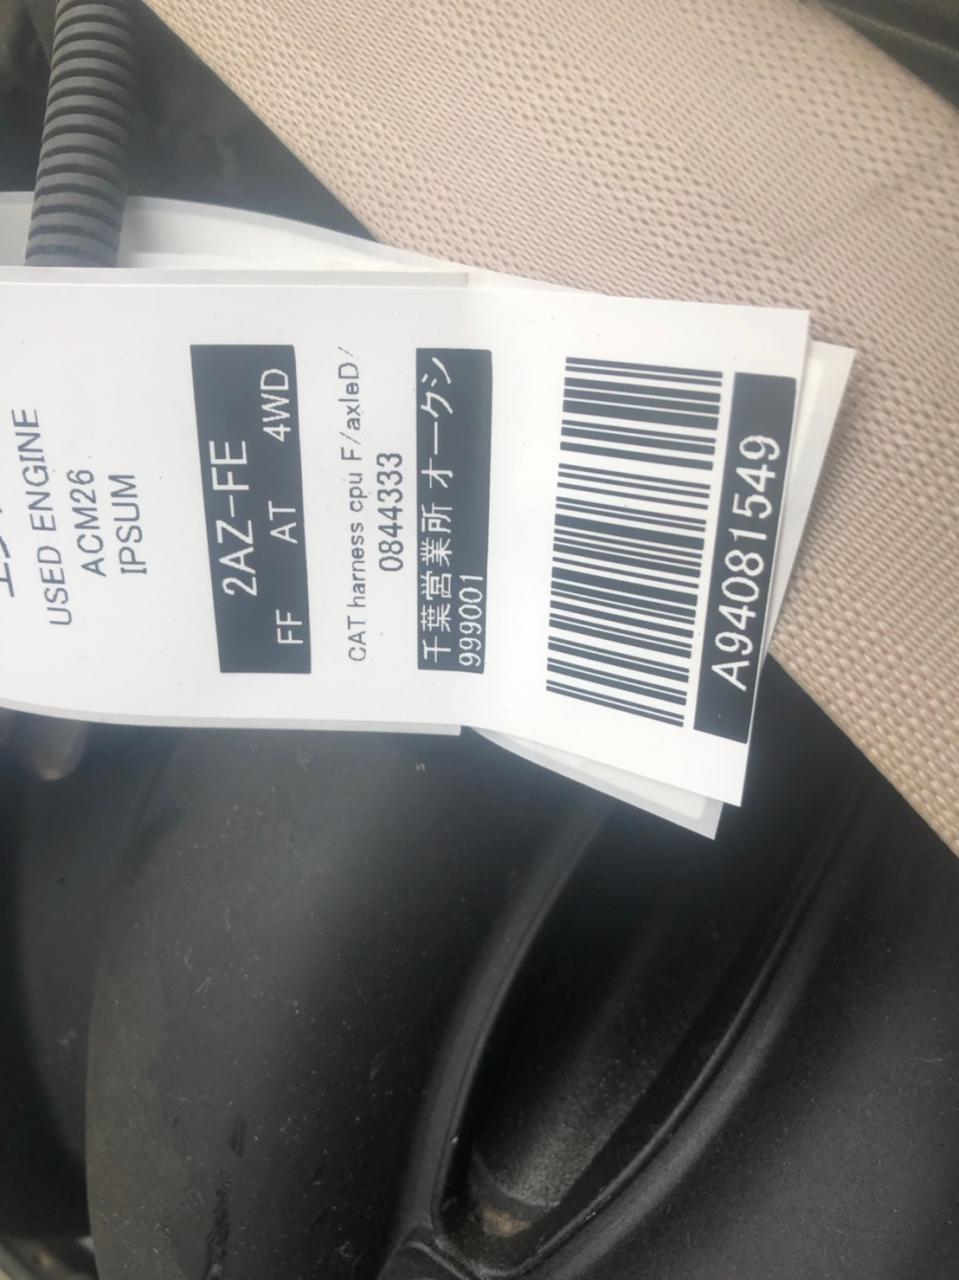 USED ENGINE
ACM26
IPSUM
2AZ-FE
FF AT 4WD
CAT harness cpu F/axleD/
0844333
千葉営業所 オークシ
999001
A94081549